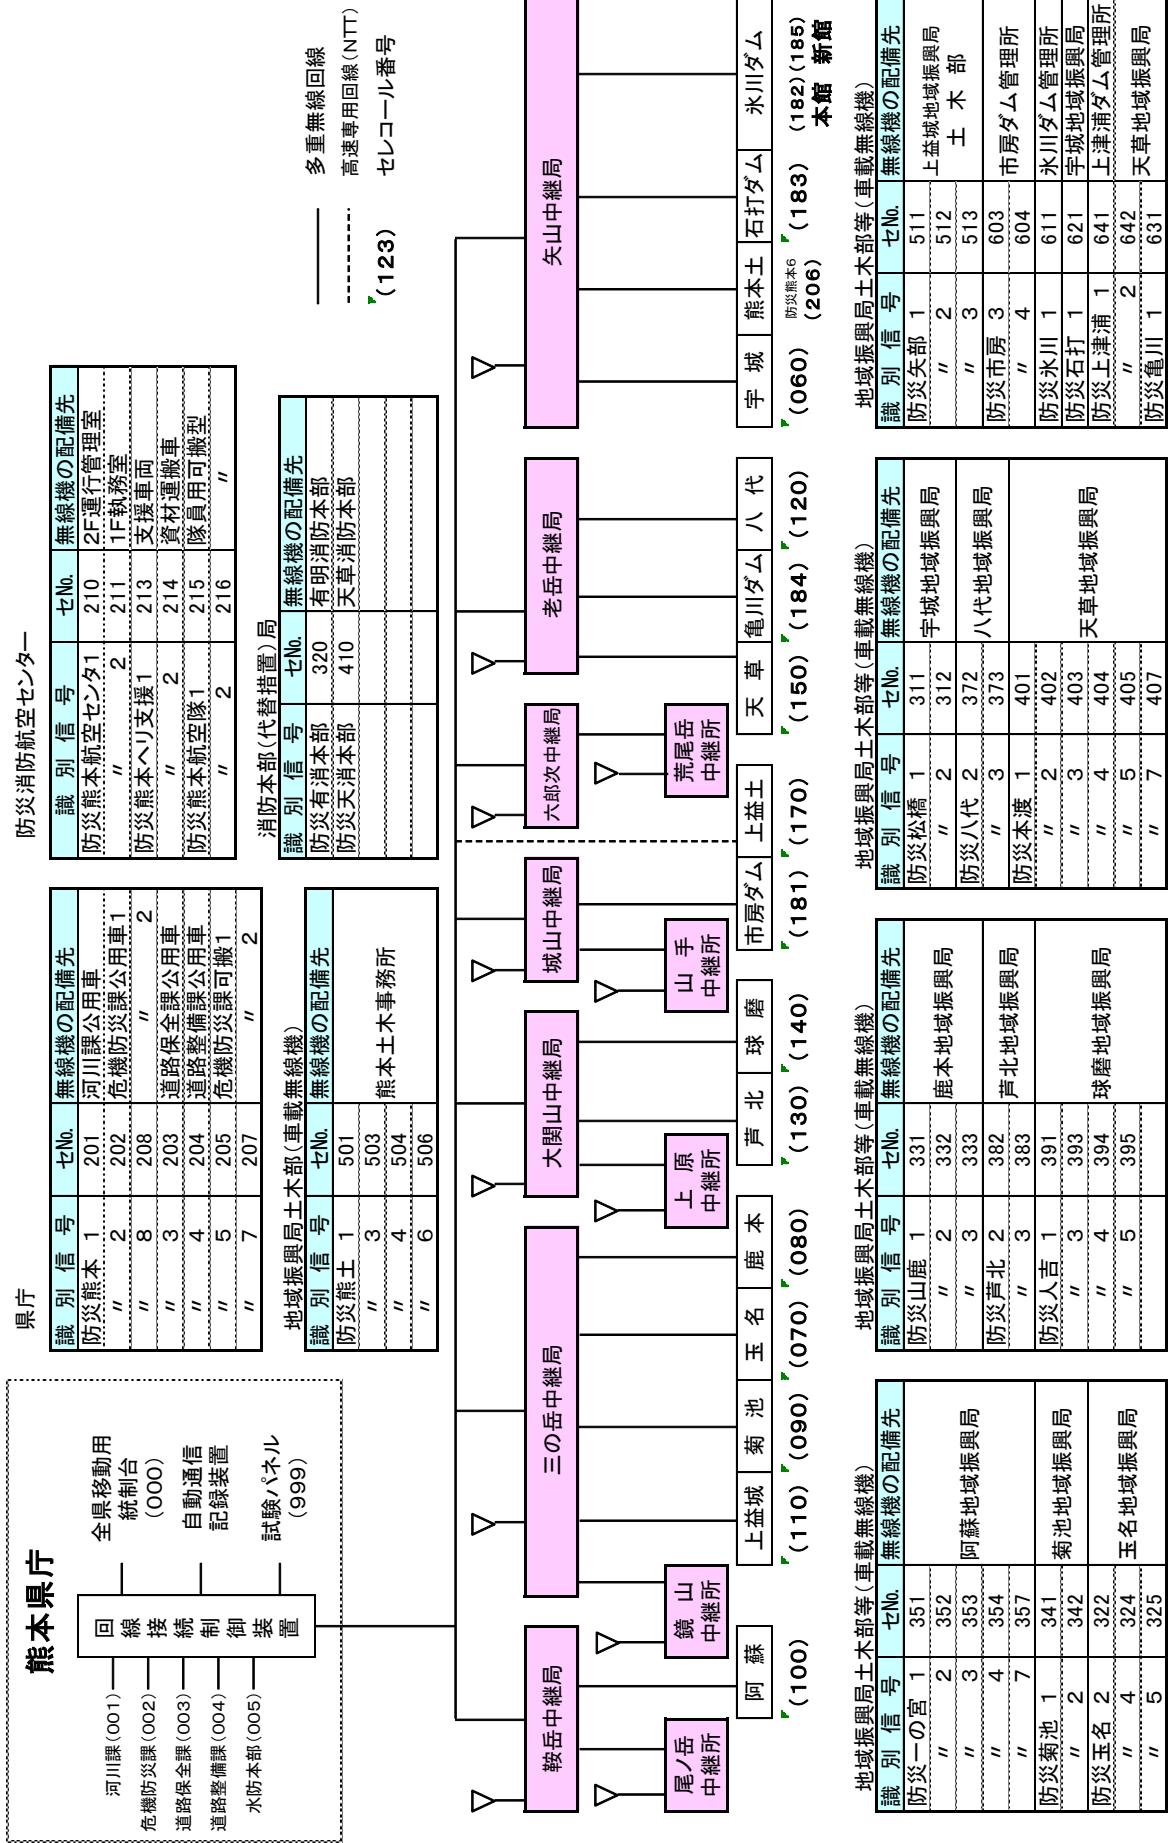 熊本県庁
河川課(001)
危機防災課(002)
道路保全課(003)
道路整備課(004)
水防本部(005)
回線接続制御装置
全県移動用
統制台
(000)
自動通信
記録装置
試験パネル
(999)
県庁
識 別 信 号 セNo. 無線機の配備先
防災熊本 1 201 河川課公用車
〃 2 202 危機防災課公用車1
〃 8 208 〃 2
〃 3 203 道路保全課公用車
〃 4 204 道路整備課公用車
〃 5 205 危機防災課可搬1
〃 7 207 〃 2
地域振興局土木部(車載無線機)
識 別 信 号 セNo. 無線機の配備先
防災熊土 1 501 熊本土木事務所
〃 3 503
〃 4 504
〃 6 506
防災消防航空センター
識 別 信 号 セNo. 無線機の配備先
防災熊本航空センタ1 210 2F運行管理室
〃 2 211 1F執務室
防災熊本ヘリ支援1 213 支援車両
〃 2 214 資材運搬車
防災熊本航空隊1 215 隊員用可搬型
〃 2 216 〃
消防本部(代替措置)局
識 別 信 号 セNo. 無線機の配備先
防災有消本部 320 有明消防本部
防災天消本部 410 天草消防本部
多重無線回線
高速専用回線(NTT)
(123) セレコール番号
鞍岳中継局
三の岳中継局
大関山中継局
城山中継局
六郎次中継局
老岳中継局
矢山中継局
尾ノ岳
中継所
鏡 山
中継所
上 原
中継所
山 手
中継所
荒尾岳
中継所
阿 蘇
上益城
菊 池
玉 名
鹿 本
芦 北
球 磨
市房ダム
上益土
天 草
亀川ダム
八 代
宇 城
熊本土
石打ダム
氷川ダム
(100)
(110)
(090)
(070)
(080)
(130)
(140)
(181)
(170)
(150)
(184)
(120)
(060)
防災熊本6
(206)
(183)
(182)(185)
本館 新館
地域振興局土木部等(車載無線機)
識 別 信 号 セNo. 無線機の配備先
防災一の宮 1 351 阿蘇地域振興局
〃 2 352
〃 3 353
〃 4 354
〃 7 357
防災菊池 1 341 菊池地域振興局
〃 2 342
防災玉名 2 322 玉名地域振興局
〃 4 324
〃 5 325
地域振興局土木部等(車載無線機)
識 別 信 号 セNo. 無線機の配備先
防災山鹿 1 331 鹿本地域振興局
〃 2 332
〃 3 333
防災芦北 2 382 芦北地域振興局
〃 3 383
防災人吉 1 391 球磨地域振興局
〃 3 393
〃 4 394
〃 5 395
地域振興局土木部等(車載無線機)
識 別 信 号 セNo. 無線機の配備先
防災松橋 1 311 宇城地域振興局
〃 2 312
防災八代 2 372 八代地域振興局
〃 3 373
防災本渡 1 401 天草地域振興局
〃 2 402
〃 3 403
〃 4 404
〃 5 405
〃 7 407
地域振興局土木部等(車載無線機)
識 別 信 号 セNo. 無線機の配備先
防災矢部 1 511 上益城地域振興局
〃 2 512 土 木 部
〃 3 513
防災市房 3 603 市房ダム管理所
〃 4 604
防災氷川 1 611 氷川ダム管理所
防災石打 1 621 宇城地域振興局
防災上津浦 1 641 上津浦ダム管理所
〃 2 642 天草地域振興局
防災亀川 1 631